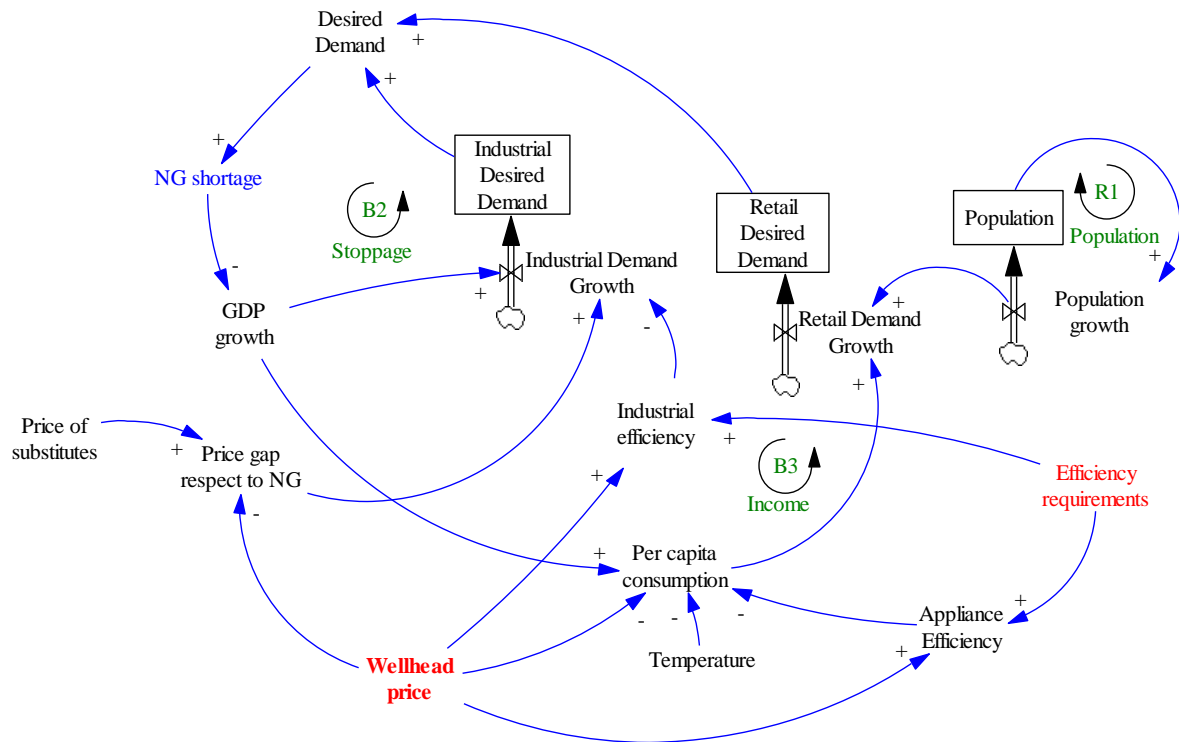 Desired
Demand
+
+
+
NG shortage
B2
Stoppage
Industrial
Desired
Demand
Retail
Desired
Demand
Population
R1
Population
+
-
GDP
growth
+
Industrial Demand
Growth
+
-
Retail Demand
Growth
+
+
Population
growth
Price of
substitutes
+
Price gap
respect to NG
-
Industrial
efficiency
+
+
B3
Income
Efficiency
requirements
+
Per capita
consumption
-
-
-
Temperature
+
Appliance
Efficiency
+
Wellhead
price